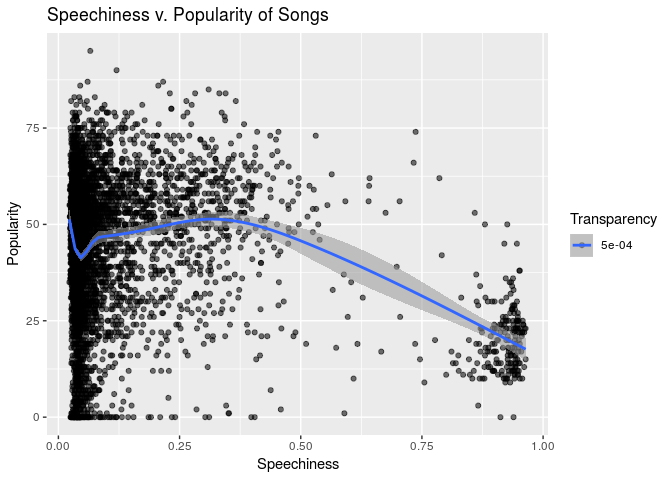 Speechiness v. Popularity of Songs
75
50
25
0
Popularity
0.00 0.25 0.50 0.75 1.00
Speechiness
Transparency
5e-04